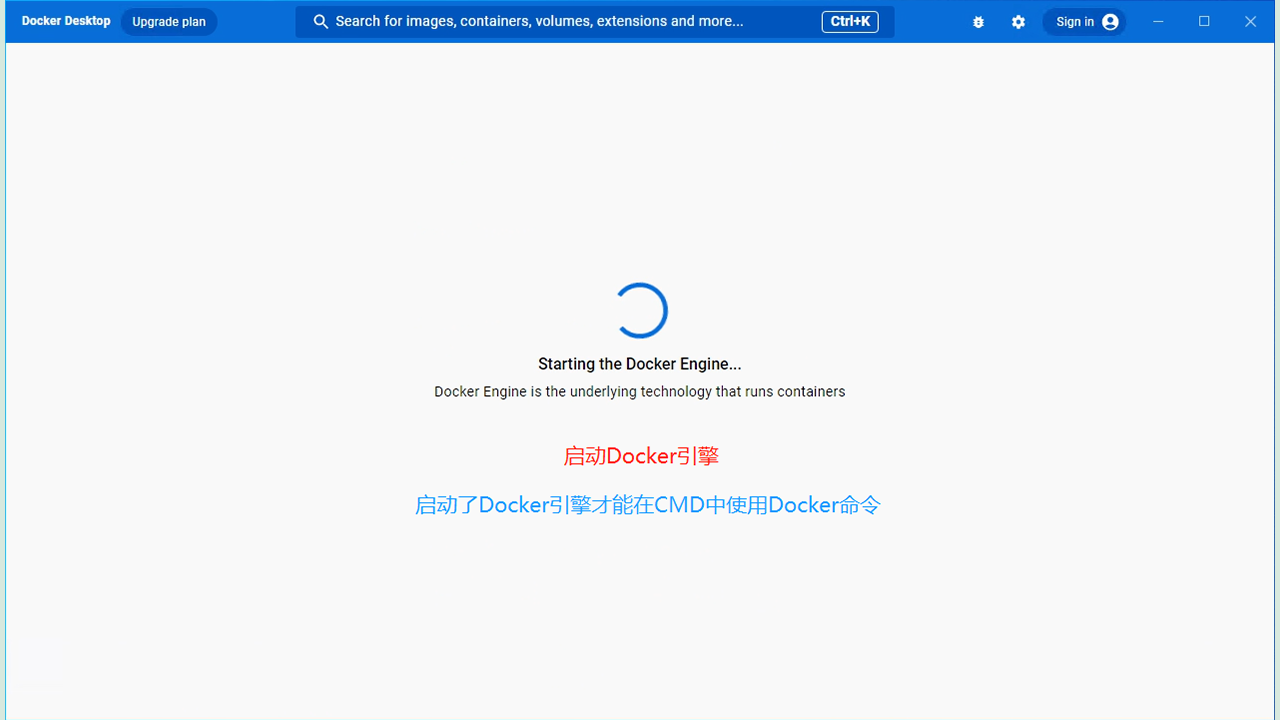 Docker Desktop Upgrade plan Search for images, containers, volumes, extensions and more... Ctrl+K Sign in
Starting the Docker Engine...
Docker Engine is the underlying technology that runs containers
启动Docker引擎
启动了Docker引擎才能在CMD中使用Docker命令